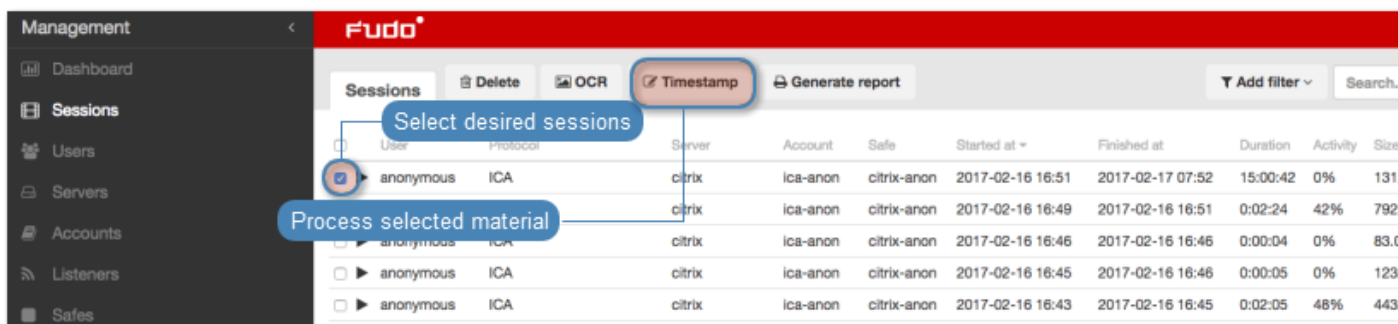 Management
Fudo
Dashboard
Sessions Delete OCR Timestamp Generate report Add filter Search.
Sessions
Select desired sessions
User Protocol Server Account Safe Started at Finished at Duration Activity Size
Users
anonymous ICA citrix ica-anon citrix-anon 2017-02-16 16:51 2017-02-17 07:52 15:00:42 0% 131
Servers
Process selected material citrix ica-anon citrix-anon 2017-02-16 16:49 2017-02-16 16:51 0:02:24 42% 792
Accounts
anonymous ICA citrix ica-anon citrix-anon 2017-02-16 16:46 2017-02-16 16:46 0:00:04 0% 83.0
Listeners
anonymous ICA citrix ica-anon citrix-anon 2017-02-16 16:45 2017-02-16 16:46 0:00:05 0% 123
Safes
anonymous ICA citrix ica-anon citrix-anon 2017-02-16 16:43 2017-02-16 16:45 0:02:05 48% 443